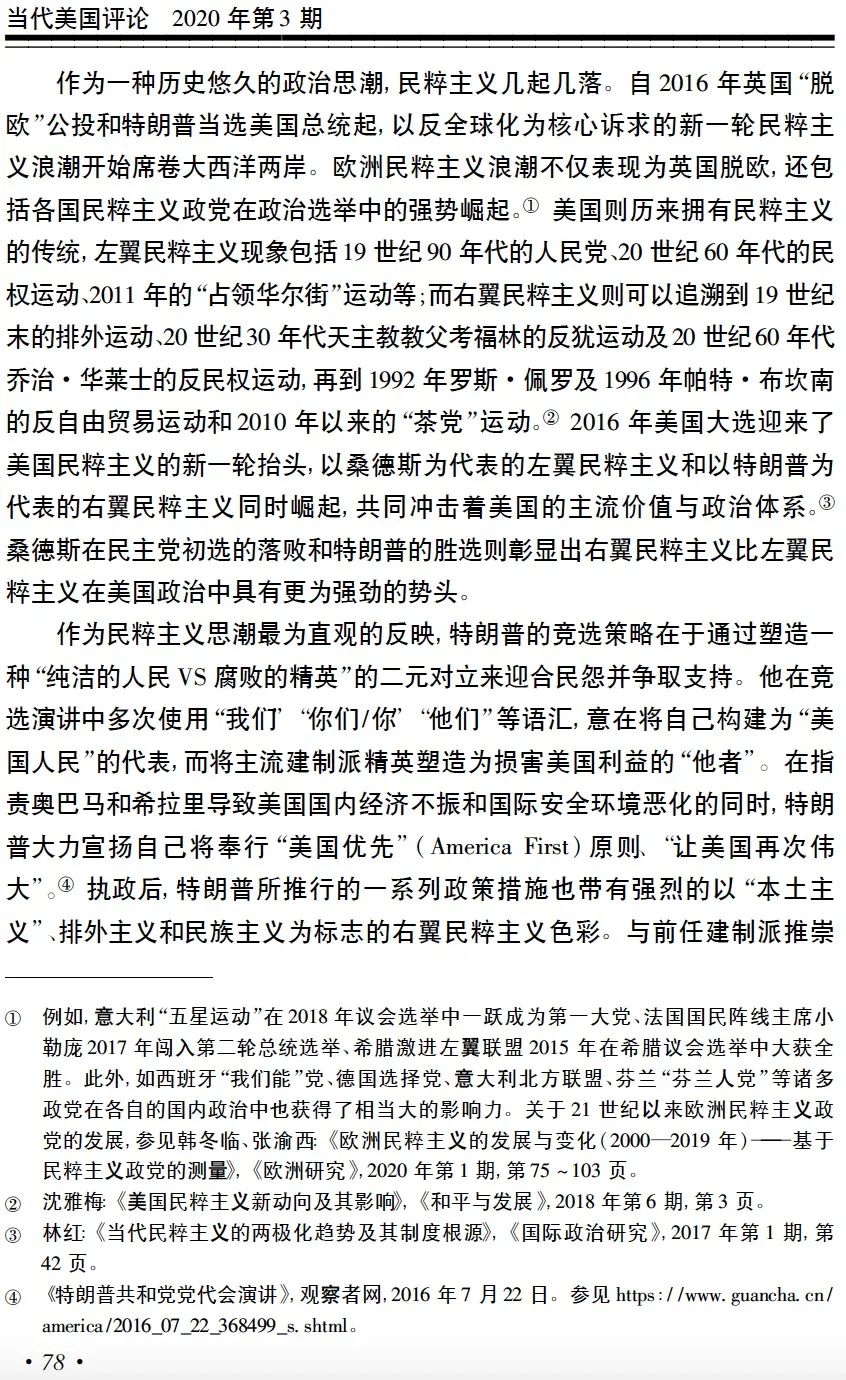 当代美国评论 2020 年第 3 期
作为一种历史悠久的政治思潮,民粹主义几起几落。自 2016 年英国“脱
欧”公投和特朗普当选美国总统起,以反全球化为核心诉求的新一轮民粹主
义浪潮开始席卷大西洋两岸。欧洲民粹主义浪潮不仅表现为英国脱欧,还包
括各国民粹主义政党在政治选举中的强势崛起。① 美国则历来拥有民粹主义
的传统,左翼民粹主义现象包括 19 世纪 90 年代的人民党、20 世纪 60 年代的民
权运动、2011 年的“占领华尔街”运动等;而右翼民粹主义则可以追溯到 19 世纪
末的排外运动、20 世纪 30 年代天主教教父考福林的反犹运动及 20 世纪 60 年代
乔治·华莱士的反民权运动,再到 1992 年罗斯·佩罗及 1996 年帕特·布坎南
的反自由贸易运动和 2010 年以来的“茶党”运动。② 2016 年美国大选迎来了
美国民粹主义的新一轮抬头,以桑德斯为代表的左翼民粹主义和以特朗普为
代表的右翼民粹主义同时崛起,共同冲击着美国的主流价值与政治体系。③
桑德斯在民主党初选的落败和特朗普的胜选则彰显出右翼民粹主义比左翼民
粹主义在美国政治中具有更为强劲的势头。
作为民粹主义思潮最为直观的反映,特朗普的竞选策略在于通过塑造一
种“纯洁的人民 VS 腐败的精英”的二元对立来迎合民怨并争取支持。他在竞
选演讲中多次使用“我们’“你们/你’“他们”等语汇,意在将自己构建为“美
国人民”的代表,而将主流建制派精英塑造为损害美国利益的“他者”。在指
责奥巴马和希拉里导致美国国内经济不振和国际安全环境恶化的同时,特朗
普大力宣扬自己将奉行“美国优先”(America First)原则、“让美国再次伟
大”。④ 执政后,特朗普所推行的一系列政策措施也带有强烈的以“本土主
义”、排外主义和民族主义为标志的右翼民粹主义色彩。与前任建制派推崇
① 例如,意大利“五星运动”在 2018 年议会选举中一跃成为第一大党、法国国民阵线主席小
勒庞 2017 年闯入第二轮总统选举、希腊激进左翼联盟 2015 年在希腊议会选举中大获全
胜。此外,如西班牙“我们能”党、德国选择党、意大利北方联盟、芬兰“芬兰人党”等诸多
政党在各自的国内政治中也获得了相当大的影响力。关于 21 世纪以来欧洲民粹主义政
党的发展,参见韩冬临、张渝西:《欧洲民粹主义的发展与变化(2000—2019 年)——基于
民粹主义政党的测量》,《欧洲研究》,2020 年第 1 期,第 75 ~ 103 页。
② 沈雅梅:《美国民粹主义新动向及其影响》,《和平与发展》,2018 年第 6 期,第 3 页。
③ 林红:《当代民粹主义的两极化趋势及其制度根源》,《国际政治研究》,2017 年第 1 期,第
42 页。
④ 《特朗普共和党党代会演讲》,观察者网,2016 年 7 月 22 日。参见 https://www.guancha.cn/
america/2016_07_22_368499_s.shtml。
· 78 ·